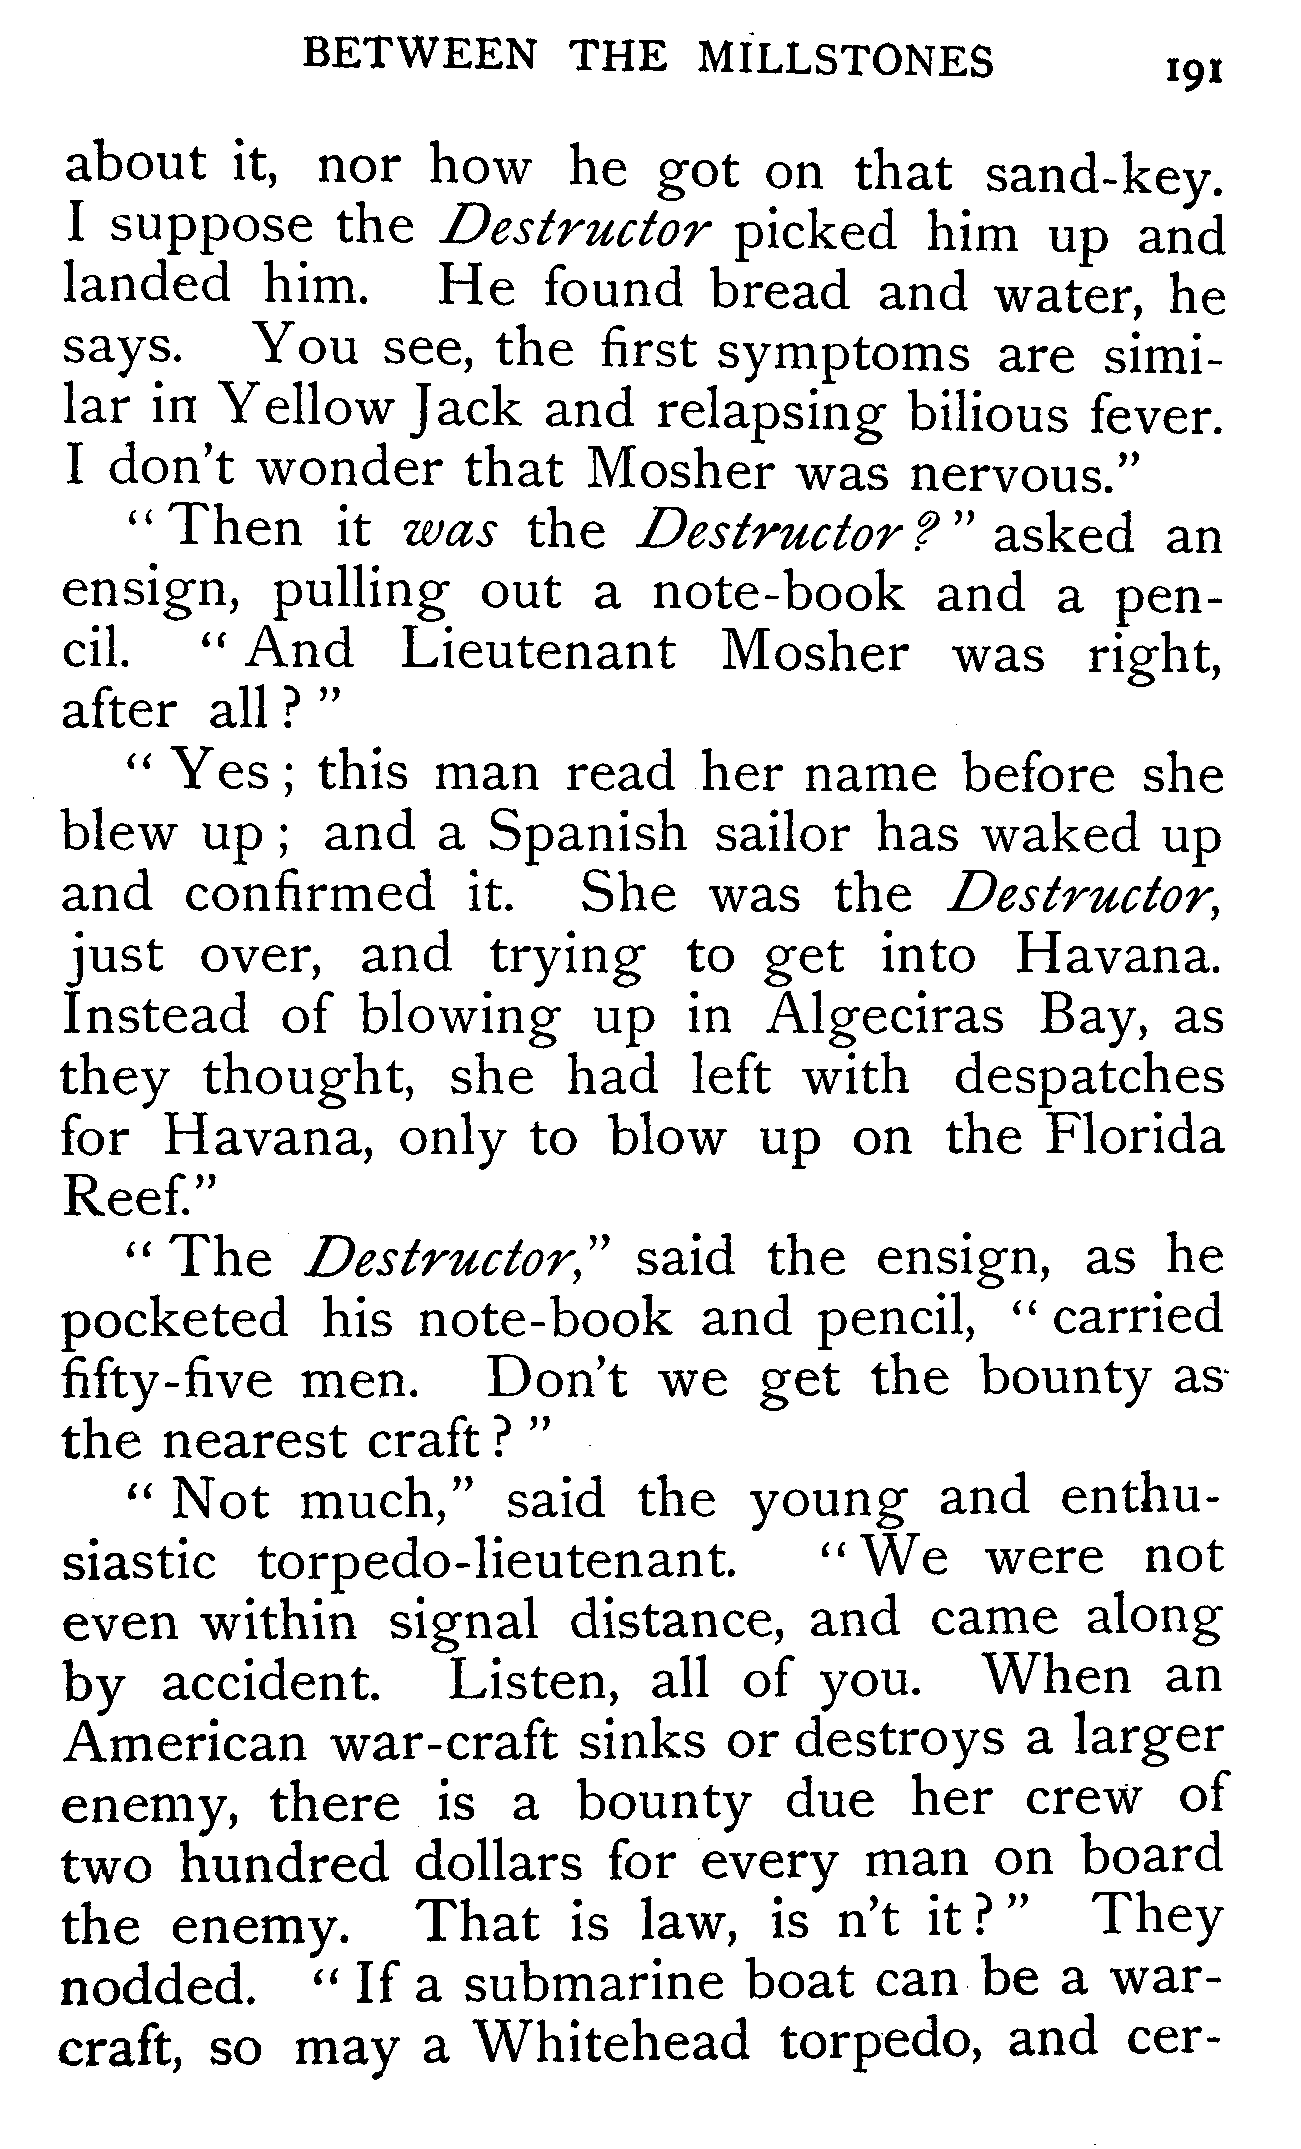 BETWEEN THE MILLSTONES 191
about it, nor how he got on that sand-key.
I suppose the Destructor picked him up and
landed him. He found bread and water, he
says. You see, the first symptoms are simi-
lar in Yellow Jack and relapsing bilious fever.
I don't wonder that Mosher was nervous."
"Then it was the Destructor?" asked an
ensign, pulling out a note-book and a pen-
cil. "And Lieutenant Mosher was right,
after all?"
"Yes; this man read her name before she
blew up; and a Spanish sailor has waked up
and confirmed it. She was the Destructor,
just over, and trying to get into Havana.
Instead of blowing up in Algeciras Bay, as
they thought, she had left with despatches
for Havana, only to blow up on the Florida
Reef."
"The Destructor," said the ensign, as he
pocketed his note-book and pencil, "carried
fifty-five men. Don't we get the bounty as
the nearest craft?"
"Not much," said the young and enthu-
siastic torpedo-lieutenant. "We were not
even within signal distance, and came along
by accident. Listen, all of you. When an
American war-craft sinks or destroys a larger
enemy, there is a bounty due her crew of
two hundred dollars for every man on board
the enemy. That is law, is n't it?" They
nodded. "If a submarine boat can be a war-
craft, so may a Whitehead torpedo, and cer-